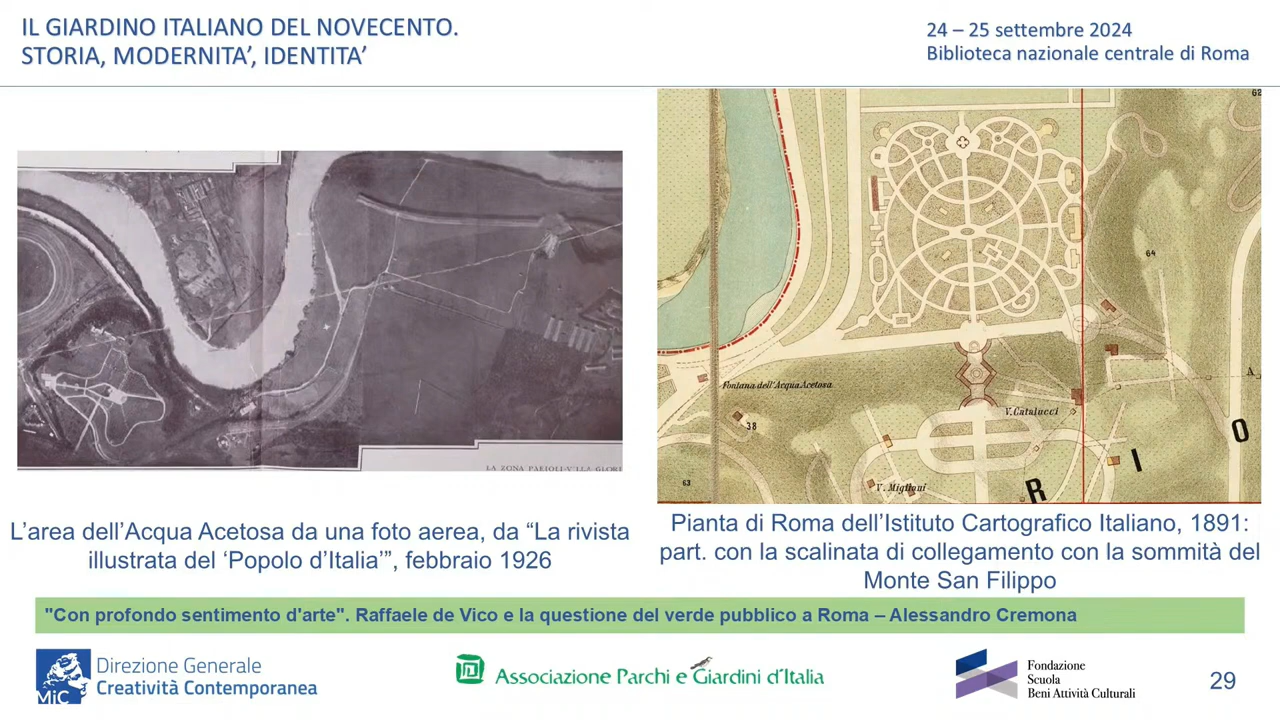 IL GIARDINO ITALIANO DEL NOVECENTO.
STORIA, MODERNITA', IDENTITA'
24 – 25 settembre 2024
Biblioteca nazionale centrale di Roma
LA ZONA PARIOLI-VILLA GLORI
62
64
Fontana dell'Acqua Acetosa
38
V. Catalucci
A
63
V. Miglioni
R I O
L'area dell'Acqua Acetosa da una foto aerea, da “La rivista
illustrata del ‘Popolo d'Italia'”, febbraio 1926
Pianta di Roma dell'Istituto Cartografico Italiano, 1891:
part. con la scalinata di collegamento con la sommità del
Monte San Filippo
"Con profondo sentimento d'arte". Raffaele de Vico e la questione del verde pubblico a Roma – Alessandro Cremona
MiC
Direzione Generale
Creatività Contemporanea
Associazione Parchi e Giardini d'Italia
Fondazione
Scuola
Beni Attività Culturali
29